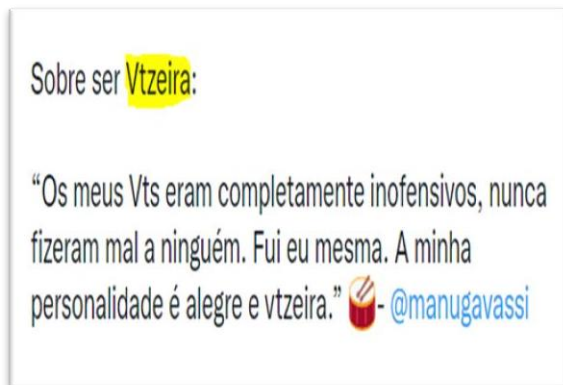 Sobre ser Vtzeira:
“Os meus Vts eram completamente inofensivos, nunca
fizeram mal a ninguém. Fui eu mesma. A minha
personalidade é alegre e vtzeira.” 🥁- @manugavassi